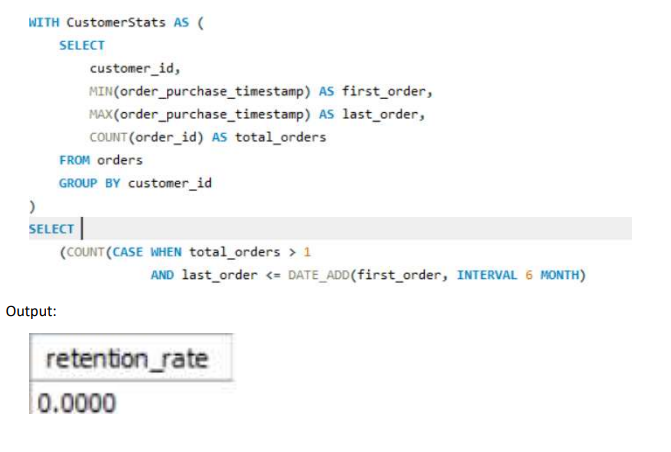 WITH CustomerStats AS (
SELECT
customer_id,
MIN(order_purchase_timestamp) AS first_order,
MAX(order_purchase_timestamp) AS last_order,
COUNT(order_id) AS total_orders
FROM orders
GROUP BY customer_id
)
SELECT
(COUNT(CASE WHEN total_orders > 1
AND last_order <= DATE_ADD(first_order, INTERVAL 6 MONTH)
Output:
retention_rate
0.0000